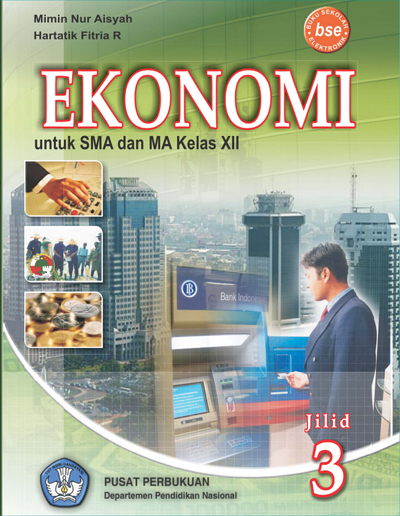 Mimin Nur Aisyah
Hartatik Fitria R
BUKU SEKOLAH
bse
ELEKTRONIK
EKONOMI
untuk SMA dan MA Kelas XII
Bank Indonesia
Jilid
3
PUSAT PERBUKUAN
Departemen Pendidikan Nasional